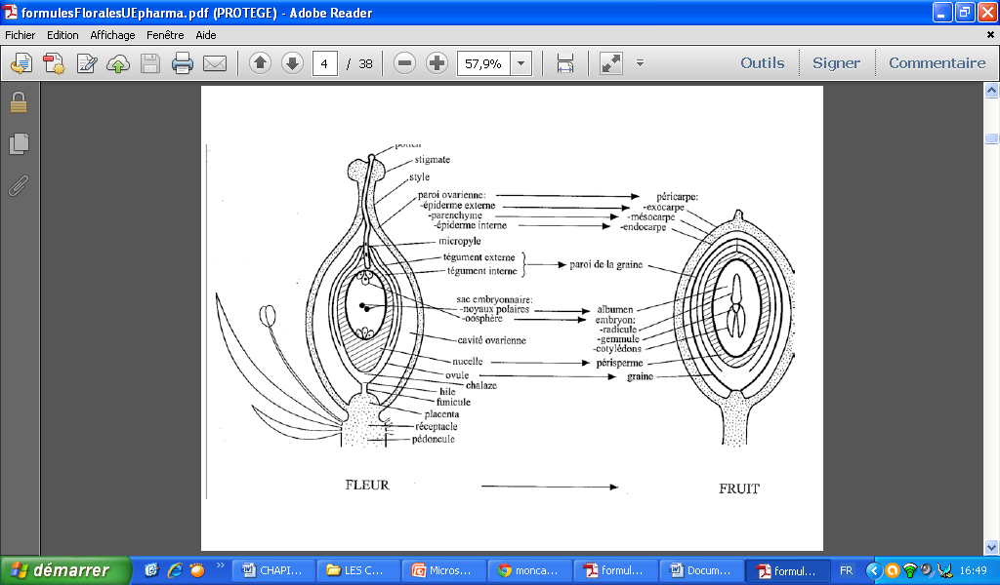 formulesFloralesUEpharma.pdf (PROTEGE) - Adobe Reader
Fichier Edition Affichage Fenêtre Aide
4 / 38 57,9% Outils Signer Commentaire
pollen
stigmate
style
paroi ovarienne:
-épiderme externe
-parenchyme
-épiderme interne
micropyle
tégument externe
tégument interne
sac embryonnaire:
-noyaux polaires
-oosphère
cavité ovarienne
nucelle
ovule
chalaze
hile
funicule
placenta
réceptacle
pédoncule
péricarpe:
-exocarpe
-mésocarpe
-endocarpe
paroi de la graine
albumen
embryon:
-radicule
-gemmule
-cotylédons
périsperme
graine
FLEUR
FRUIT
démarrer
CHAPI...
LES C...
Micros...
monca...
formul...
Docum...
formul...
FR
16:49